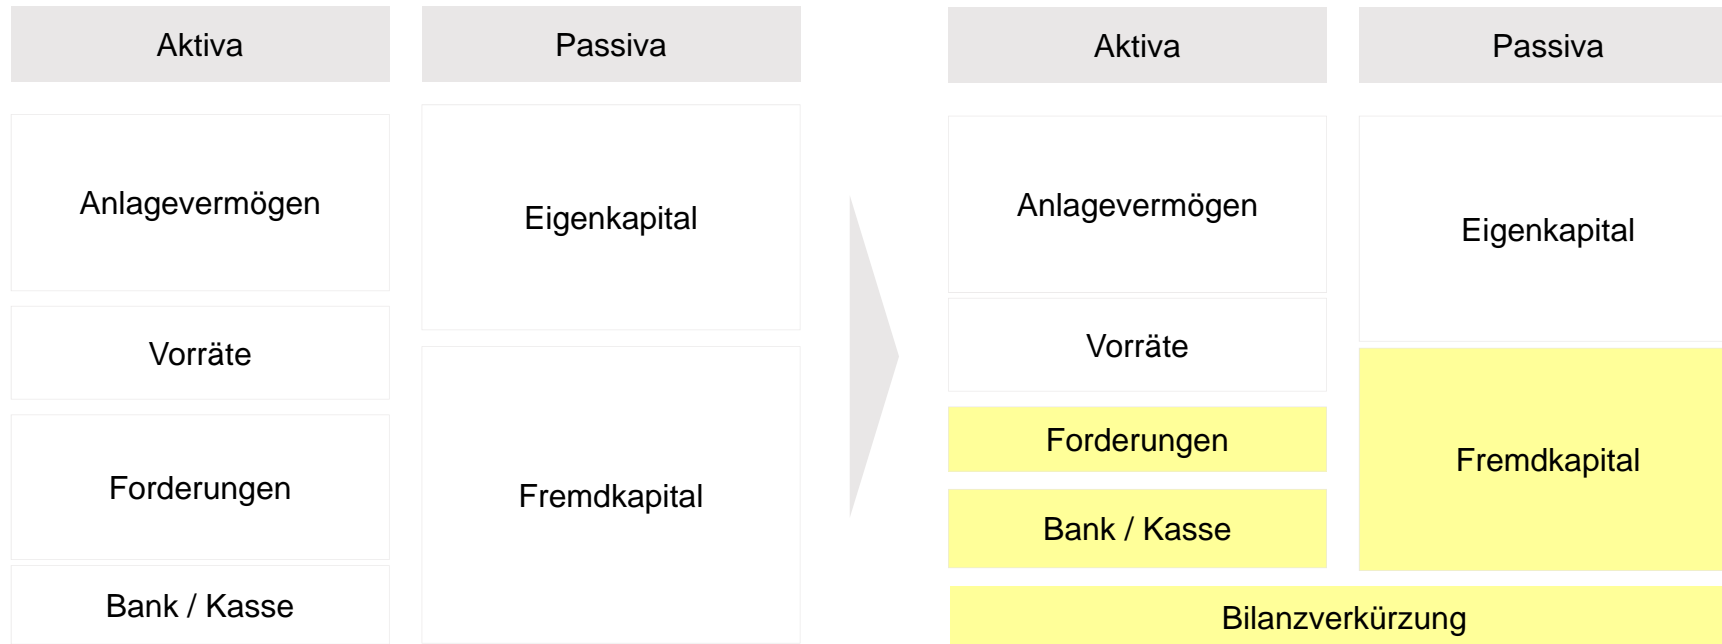 Aktiva
Passiva
Anlagevermögen
Eigenkapital
Vorräte
Forderungen
Fremdkapital
Bank / Kasse
Aktiva
Passiva
Anlagevermögen
Eigenkapital
Vorräte
Forderungen
Fremdkapital
Bank / Kasse
Bilanzverkürzung